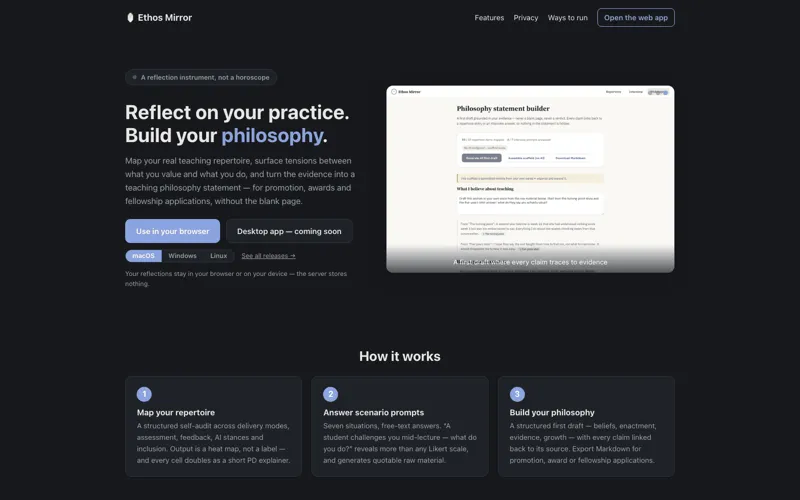 Ethos Mirror
Features
Privacy
Ways to run
Open the web app
A reflection instrument, not a horoscope
Reflect on your practice.
Build your philosophy.
Map your real teaching repertoire, surface tensions between
what you value and what you do, and turn the evidence into a
teaching philosophy statement — for promotion, awards and
fellowship applications, without the blank page.
Use in your browser
Desktop app — coming soon
macOS
Windows
Linux
See all releases →
Your reflections stay in your browser or on your device — the server stores
nothing.
Ethos Mirror
Philosophy statement builder
What I believe about teaching
A first draft where every claim traces to evidence
How it works
1
Map your repertoire
A structured self-audit across delivery modes,
assessment, feedback, AI stances and
inclusion. Output is a heat map, not a label —
and every cell doubles as a short PD explainer.
2
Answer scenario prompts
Seven situations, free-text answers. "A
student challenges you mid-lecture — what do
you do?" reveals more than any Likert scale,
and generates quotable raw material.
3
Build your philosophy
A structured first draft — beliefs, enactment,
evidence, growth — with every claim linked
back to its source. Export Markdown for
promotion, award or fellowship applications.